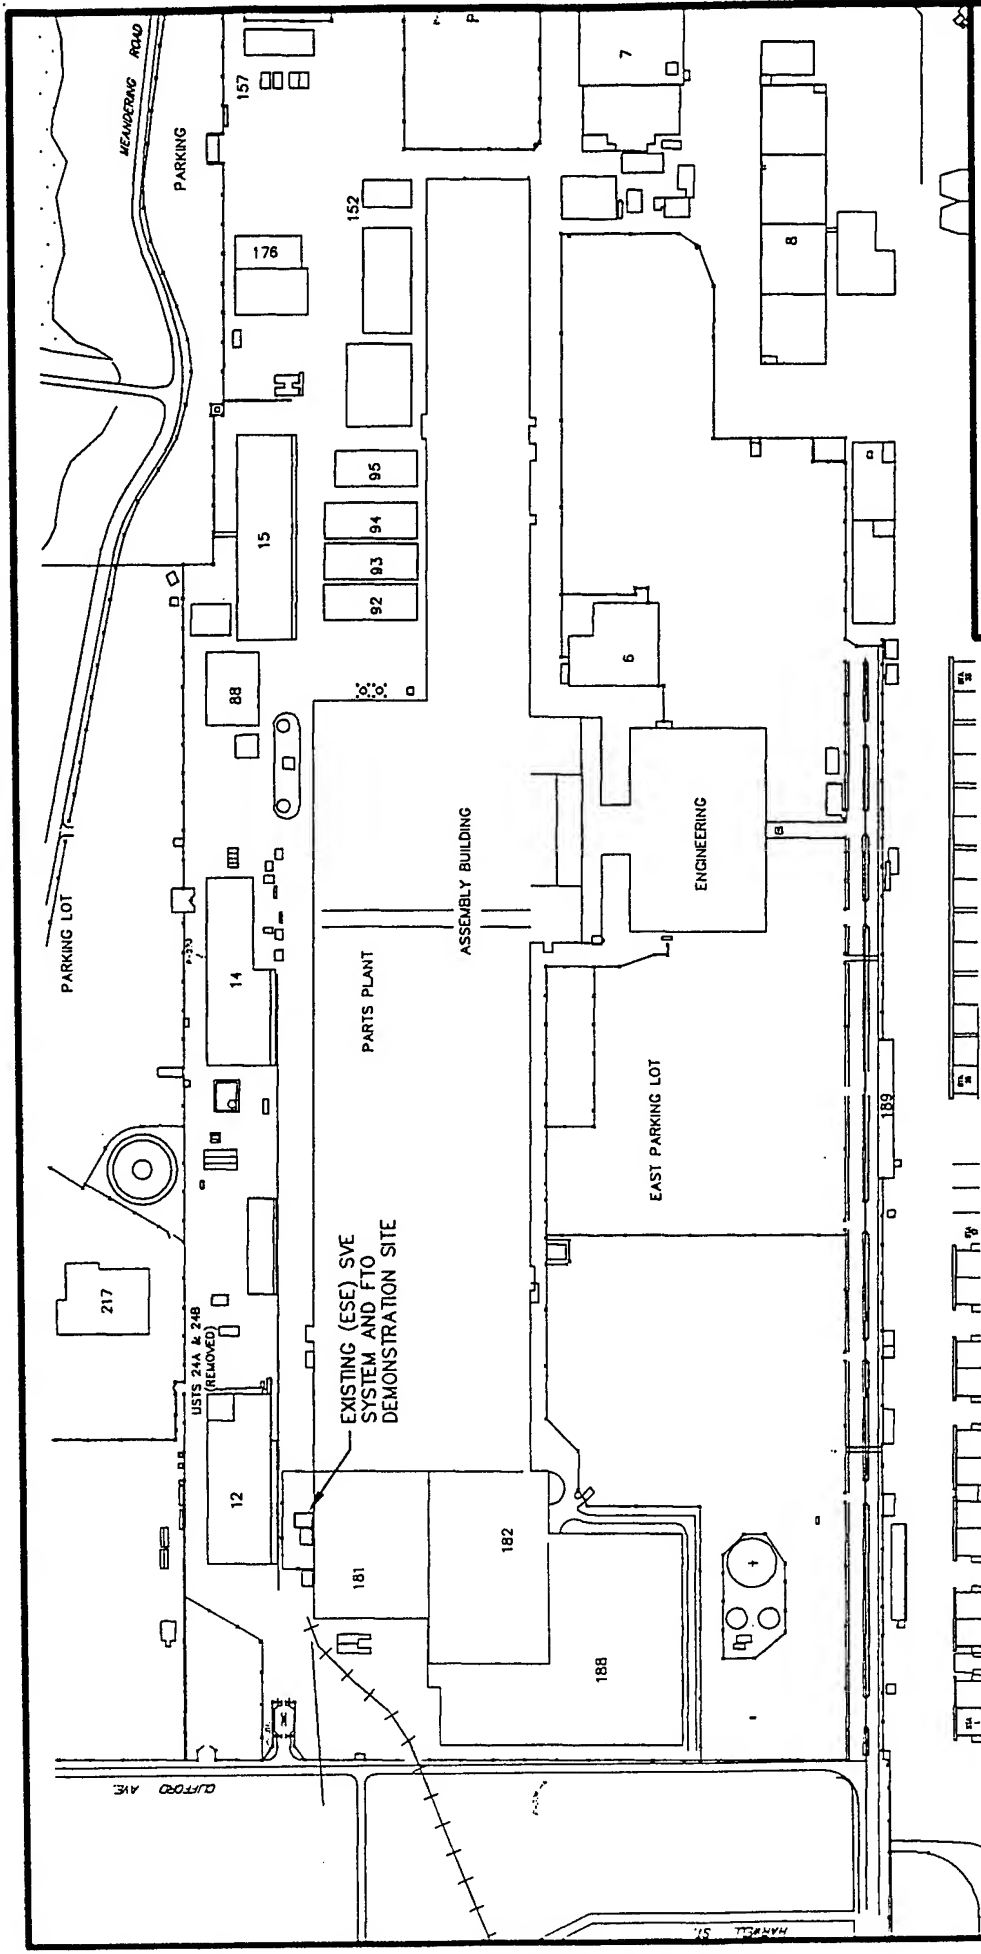 MEANDERING ROAD
PARKING
157
7
152
176
8
15
95
94
93
92
88
6
PARKING LOT
ASSEMBLY BUILDING
ENGINEERING
14
PARTS PLANT
EAST PARKING LOT
189
217
USTS 24A & 24B
(REMOVED)
EXISTING (ESE) SVE
SYSTEM AND FTO
DEMONSTRATION SITE
12
181
182
188
CLIFFORD AVE.